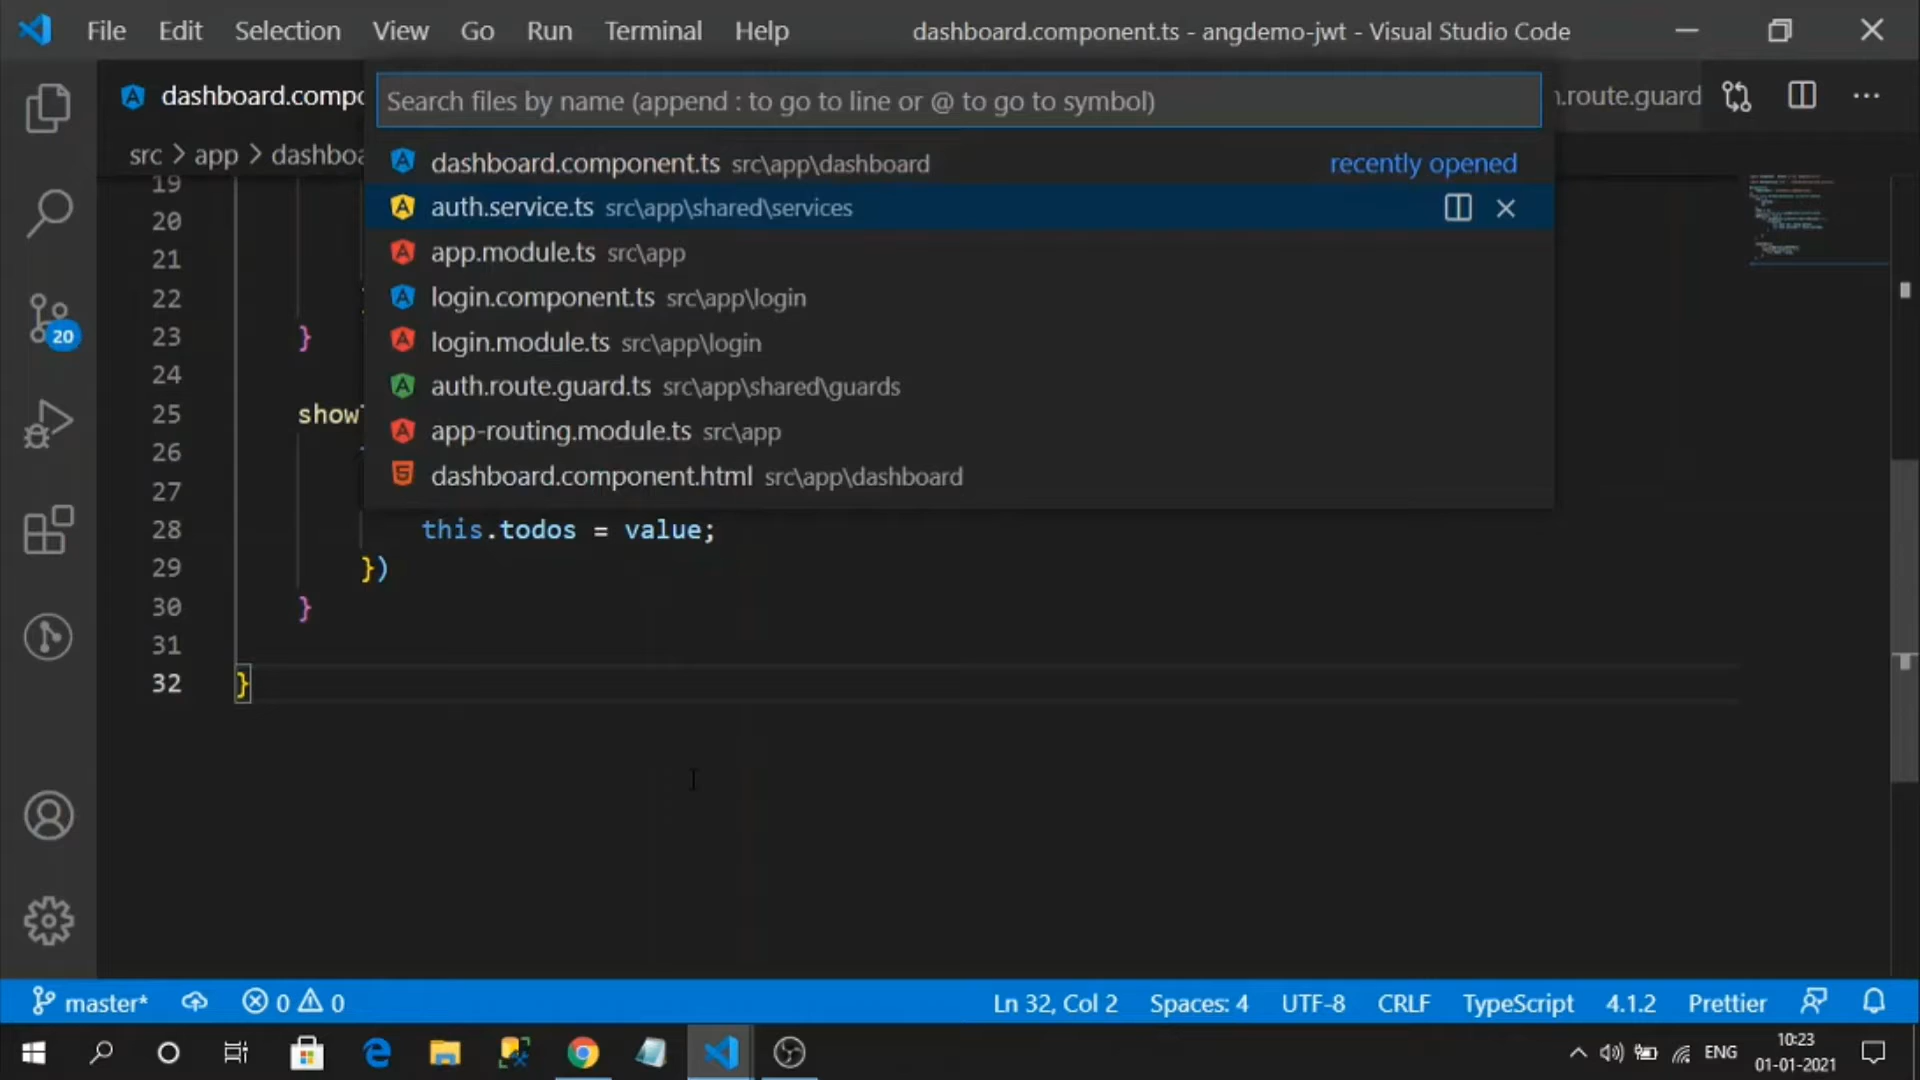 File Edit Selection View Go Run Terminal Help dashboard.component.ts - angdemo-jwt - Visual Studio Code
dashboard.compo
.route.guard
Search files by name (append : to go to line or @ to go to symbol)
src > app > dashboa
dashboard.component.ts src\app\dashboard recently opened
auth.service.ts src\app\shared\services
app.module.ts src\app
login.component.ts src\app\login
login.module.ts src\app\login
auth.route.guard.ts src\app\shared\guards
app-routing.module.ts src\app
dashboard.component.html src\app\dashboard
19
20
21
22
23 }
24
25 show
26
27
28 this.todos = value;
29 })
30 }
31
32 }
20
master* 0 0 Ln 32, Col 2 Spaces: 4 UTF-8 CRLF TypeScript 4.1.2 Prettier
ENG 10:23
01-01-2021